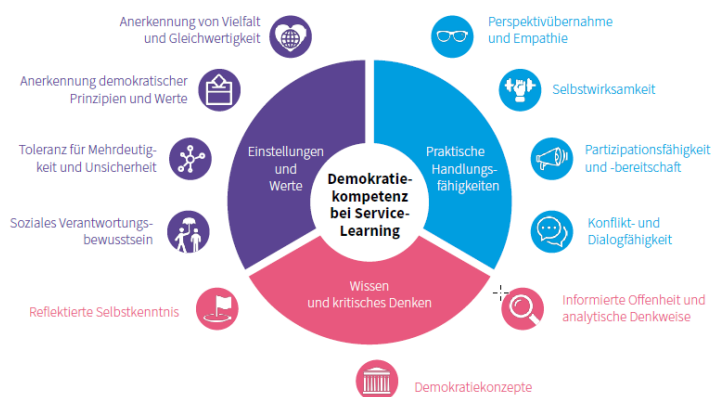 Anerkennung von Vielfalt
und Gleichwertigkeit
Perspektivübernahme
und Empathie
Anerkennung demokratischer
Prinzipien und Werte
Selbstwirksamkeit
Toleranz für Mehrdeutig-
keit und Unsicherheit
Einstellungen
und
Werte
Praktische
Handlungs-
fähigkeiten
Partizipationsfähigkeit
und -bereitschaft
Demokratie-
kompetenz
bei Service-
Learning
Soziales Verantwortungs-
bewusstsein
Konflikt- und
Dialogfähigkeit
Wissen
und kritisches Denken
Reflektierte Selbstkenntnis
Informierte Offenheit und
analytische Denkweise
Demokratiekonzepte